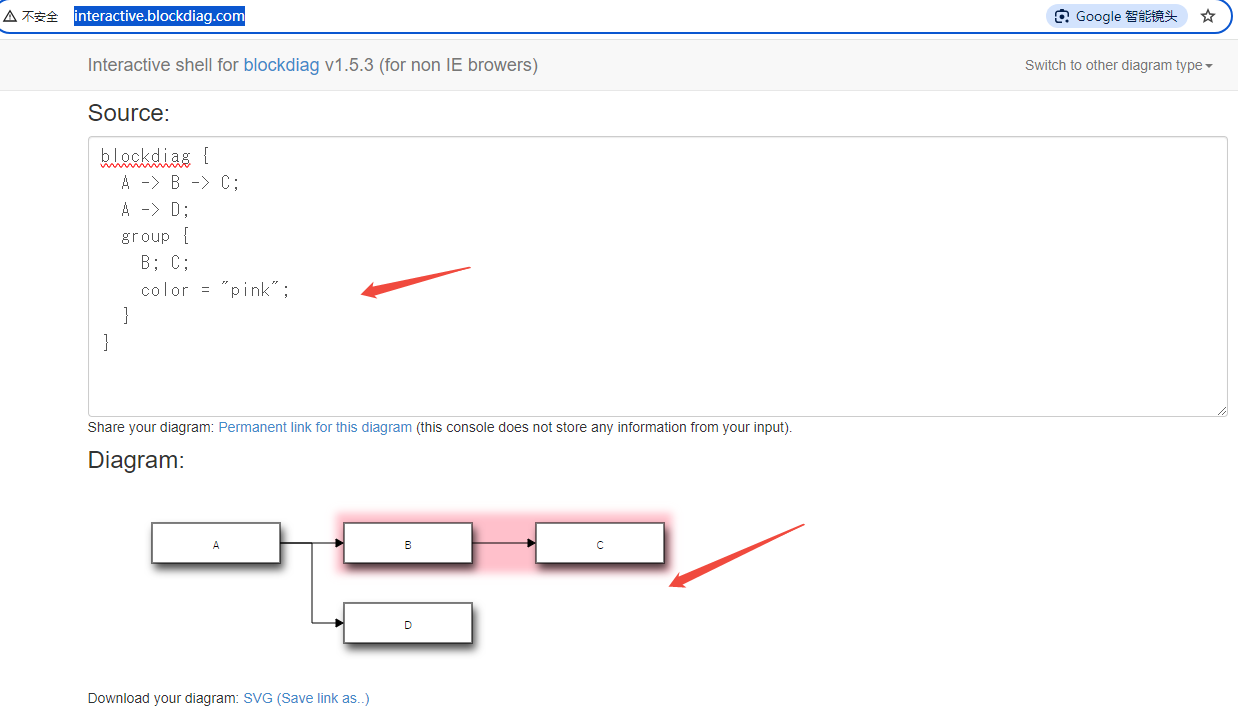 不安全 interactive.blockdiag.com Google 智能镜头
Interactive shell for blockdiag v1.5.3 (for non IE browers) Switch to other diagram type
Source:
blockdiag {
A -> B -> C;
A -> D;
group {
B; C;
color = "pink";
}
}
Share your diagram: Permanent link for this diagram (this console does not store any information from your input).
Diagram:
A B C
D
Download your diagram: SVG (Save link as..)